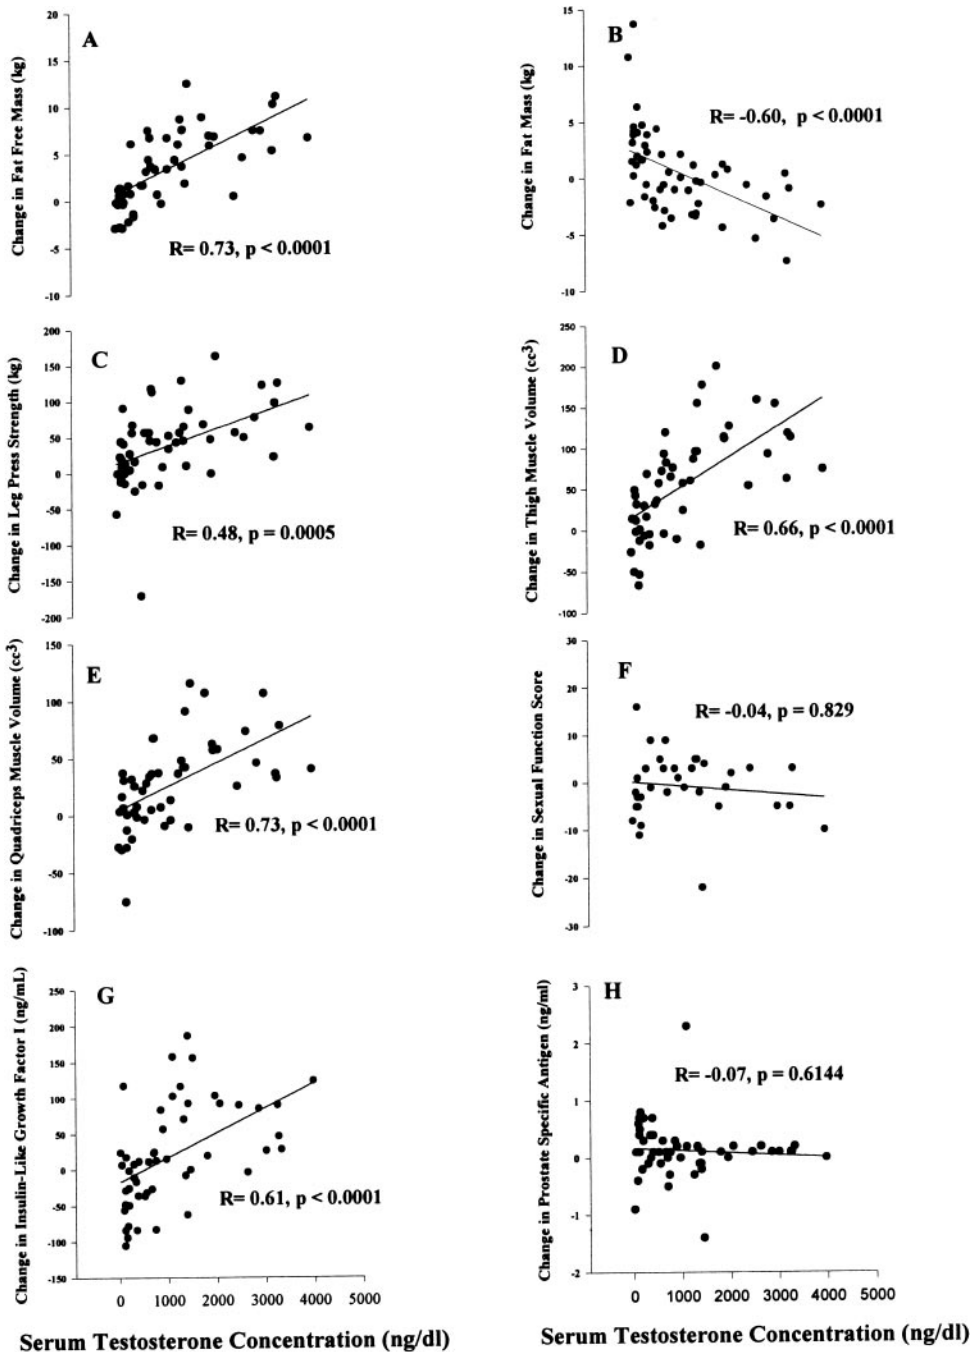 A
Change in Fat Free Mass (kg)
20
15
10
5
0
-5
-10
R= 0.73, p < 0.0001
B
Change in Fat Mass (kg)
15
10
5
0
-5
-10
R= -0.60, p < 0.0001
C
Change in Leg Press Strength (kg)
200
150
100
50
0
-50
-100
-150
-200
R= 0.48, p = 0.0005
D
Change in Thigh Muscle Volume (cc³)
250
200
150
100
50
0
-50
-100
R= 0.66, p < 0.0001
E
Change in Quadriceps Muscle Volume (cc³)
150
100
50
0
-50
-100
R= 0.73, p < 0.0001
F
Change in Sexual Function Score
30
20
10
0
-10
-20
-30
R= -0.04, p = 0.829
G
Change in Insulin-Like Growth Factor I (ng/mL)
250
200
150
100
50
0
-50
-100
-150
R= 0.61, p < 0.0001
0 1000 2000 3000 4000 5000
Serum Testosterone Concentration (ng/dl)
H
Change in Prostate Specific Antigen (ng/ml)
3
2
1
0
-1
-2
R= -0.07, p = 0.6144
0 1000 2000 3000 4000 5000
Serum Testosterone Concentration (ng/dl)